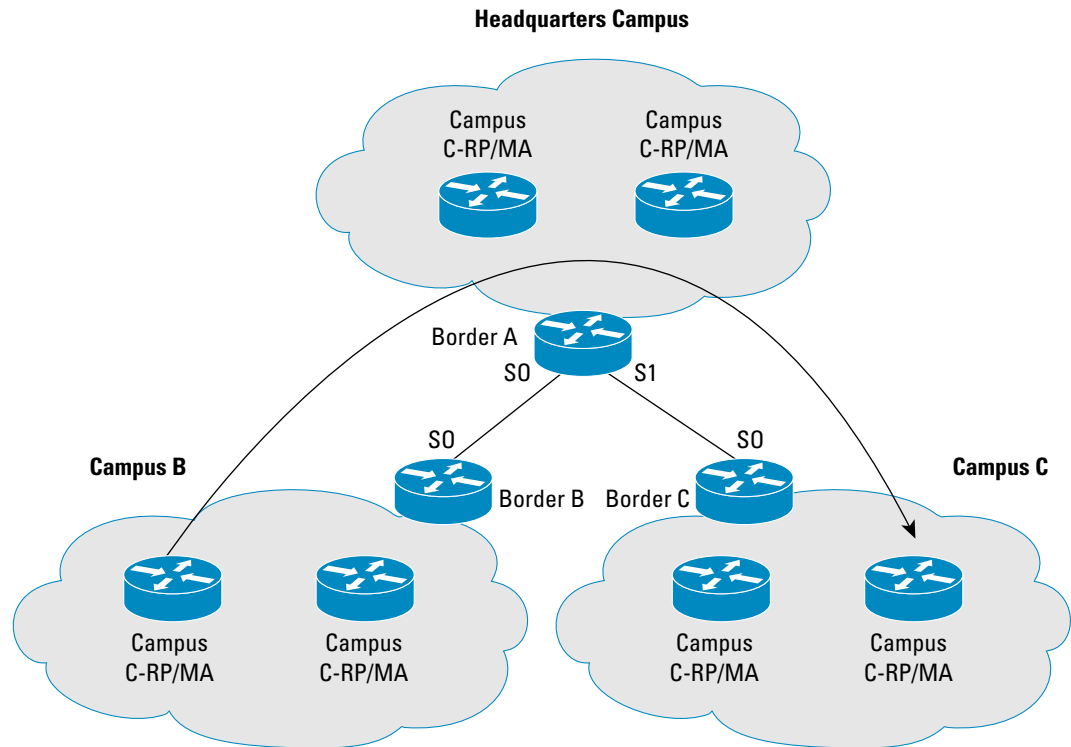 Headquarters Campus
Campus
C-RP/MA
Campus
C-RP/MA
Border A
S0
S1
S0
S0
Campus B
Campus C
Border B
Border C
Campus
C-RP/MA
Campus
C-RP/MA
Campus
C-RP/MA
Campus
C-RP/MA